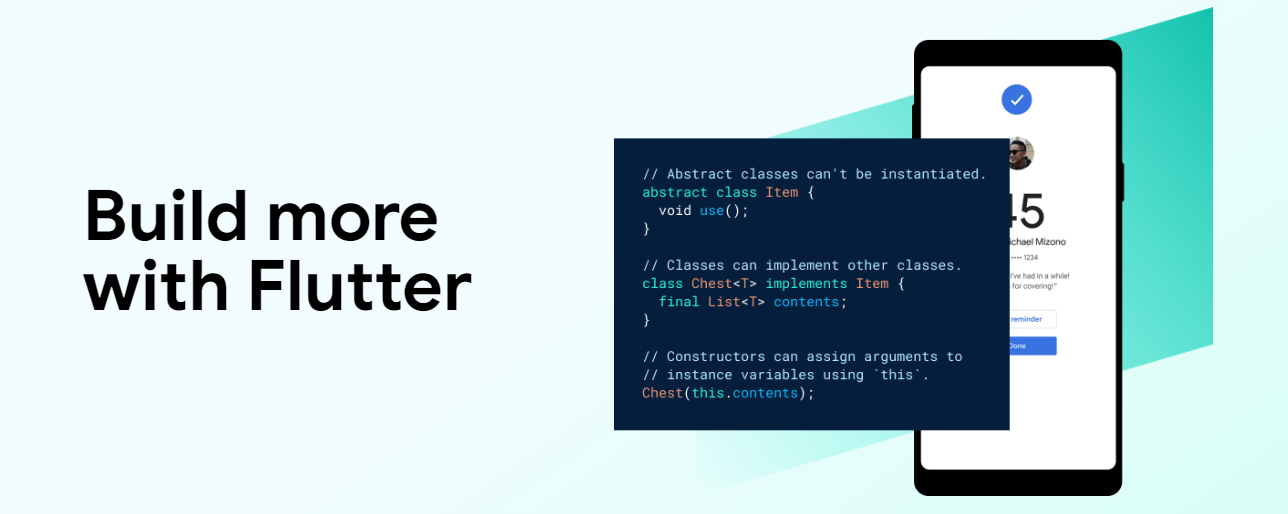 Build more
with Flutter
// Abstract classes can't be instantiated.
abstract class Item {
  void use();
}
// Classes can implement other classes.
class Chest<T> implements Item {
  final List<T> contents;
}
// Constructors can assign arguments to
// instance variables using `this`.
Chest(this.contents);
45
Mizono
•••• 1234
I've had in a while!
for covering!"
reminder
Done